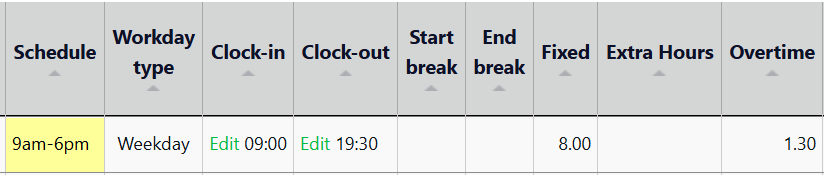 Schedule Workday type Clock-in Clock-out Start break End break Fixed Extra Hours Overtime
9am-6pm Weekday Edit 09:00 Edit 19:30 8.00 1.30